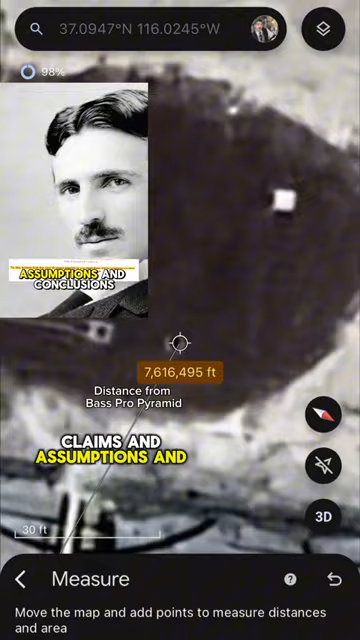 37.0947°N 116.0245°W
98%
ASSUMPTIONS AND
CONCLUSIONS
7,616,495 ft
Distance from
Bass Pro Pyramid
CLAIMS AND
ASSUMPTIONS AND
30 ft
3D
Measure
?
Move the map and add points to measure distances
and area